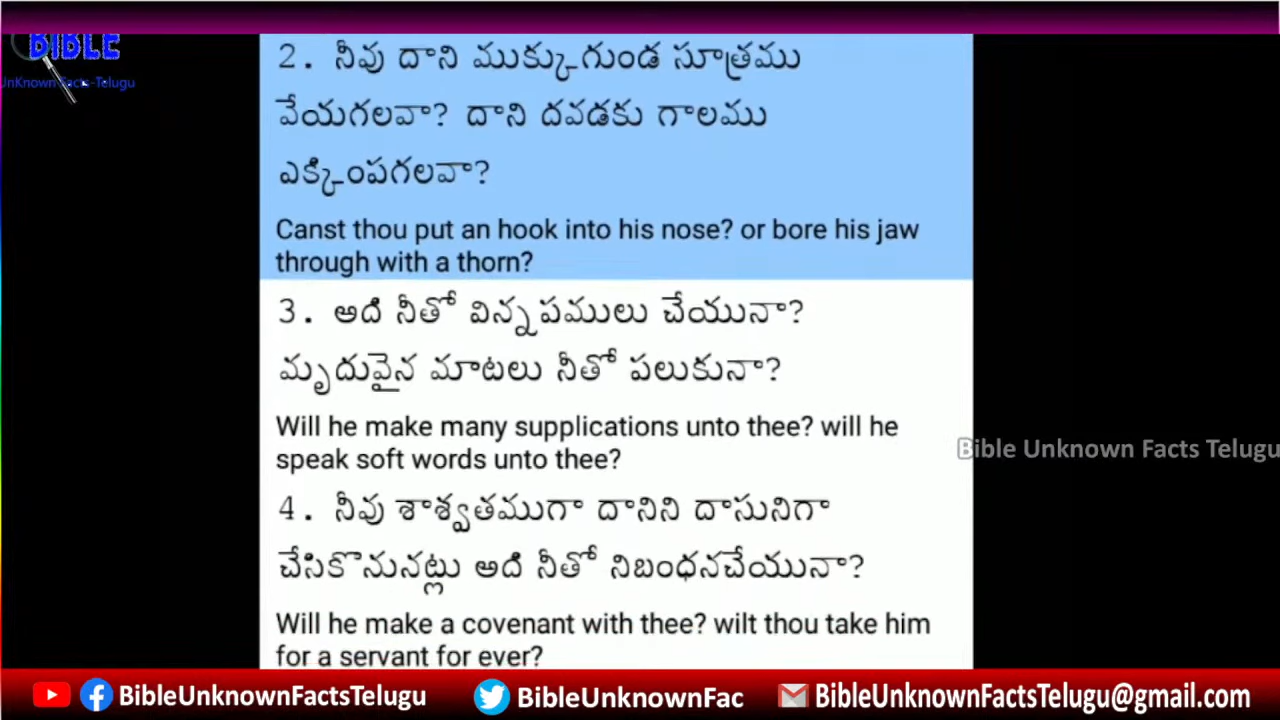 BIBLE
UnKnown Facts-Telugu
2. నీవు దాని ముక్కుగుండ సూత్రము
వేయగలవా? దాని దవడకు గాలము
ఎక్కింపగలవా?
Canst thou put an hook into his nose? or bore his jaw
through with a thorn?
3. అది నీతో విన్నపములు చేయునా?
మృదువైన మాటలు నీతో పలుకునా?
Will he make many supplications unto thee? will he
speak soft words unto thee?
Bible Unknown Facts Telugu
4. నీవు శాశ్వతముగా దానిని దాసునిగా
చేసికొనునట్లు అది నీతో నిబంధనచేయునా?
Will he make a covenant with thee? wilt thou take him
for a servant for ever?
BibleUnknownFactsTelugu BibleUnknownFac BibleUnknownFactsTelugu@gmail.com